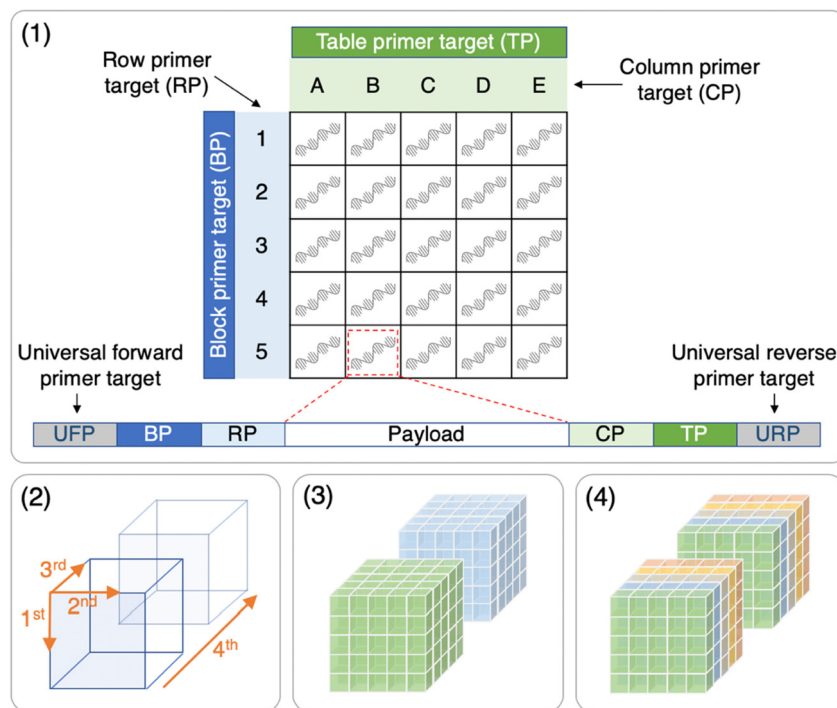 (1)
Table primer target (TP)
Row primer
target (RP)
Column primer
target (CP)
A B C D E
Block primer target (BP)
1
2
3
4
5
Universal forward
primer target
Universal reverse
primer target
UFP BP RP Payload CP TP URP
(2)
3rd
2nd
1st
4th
(3)
(4)